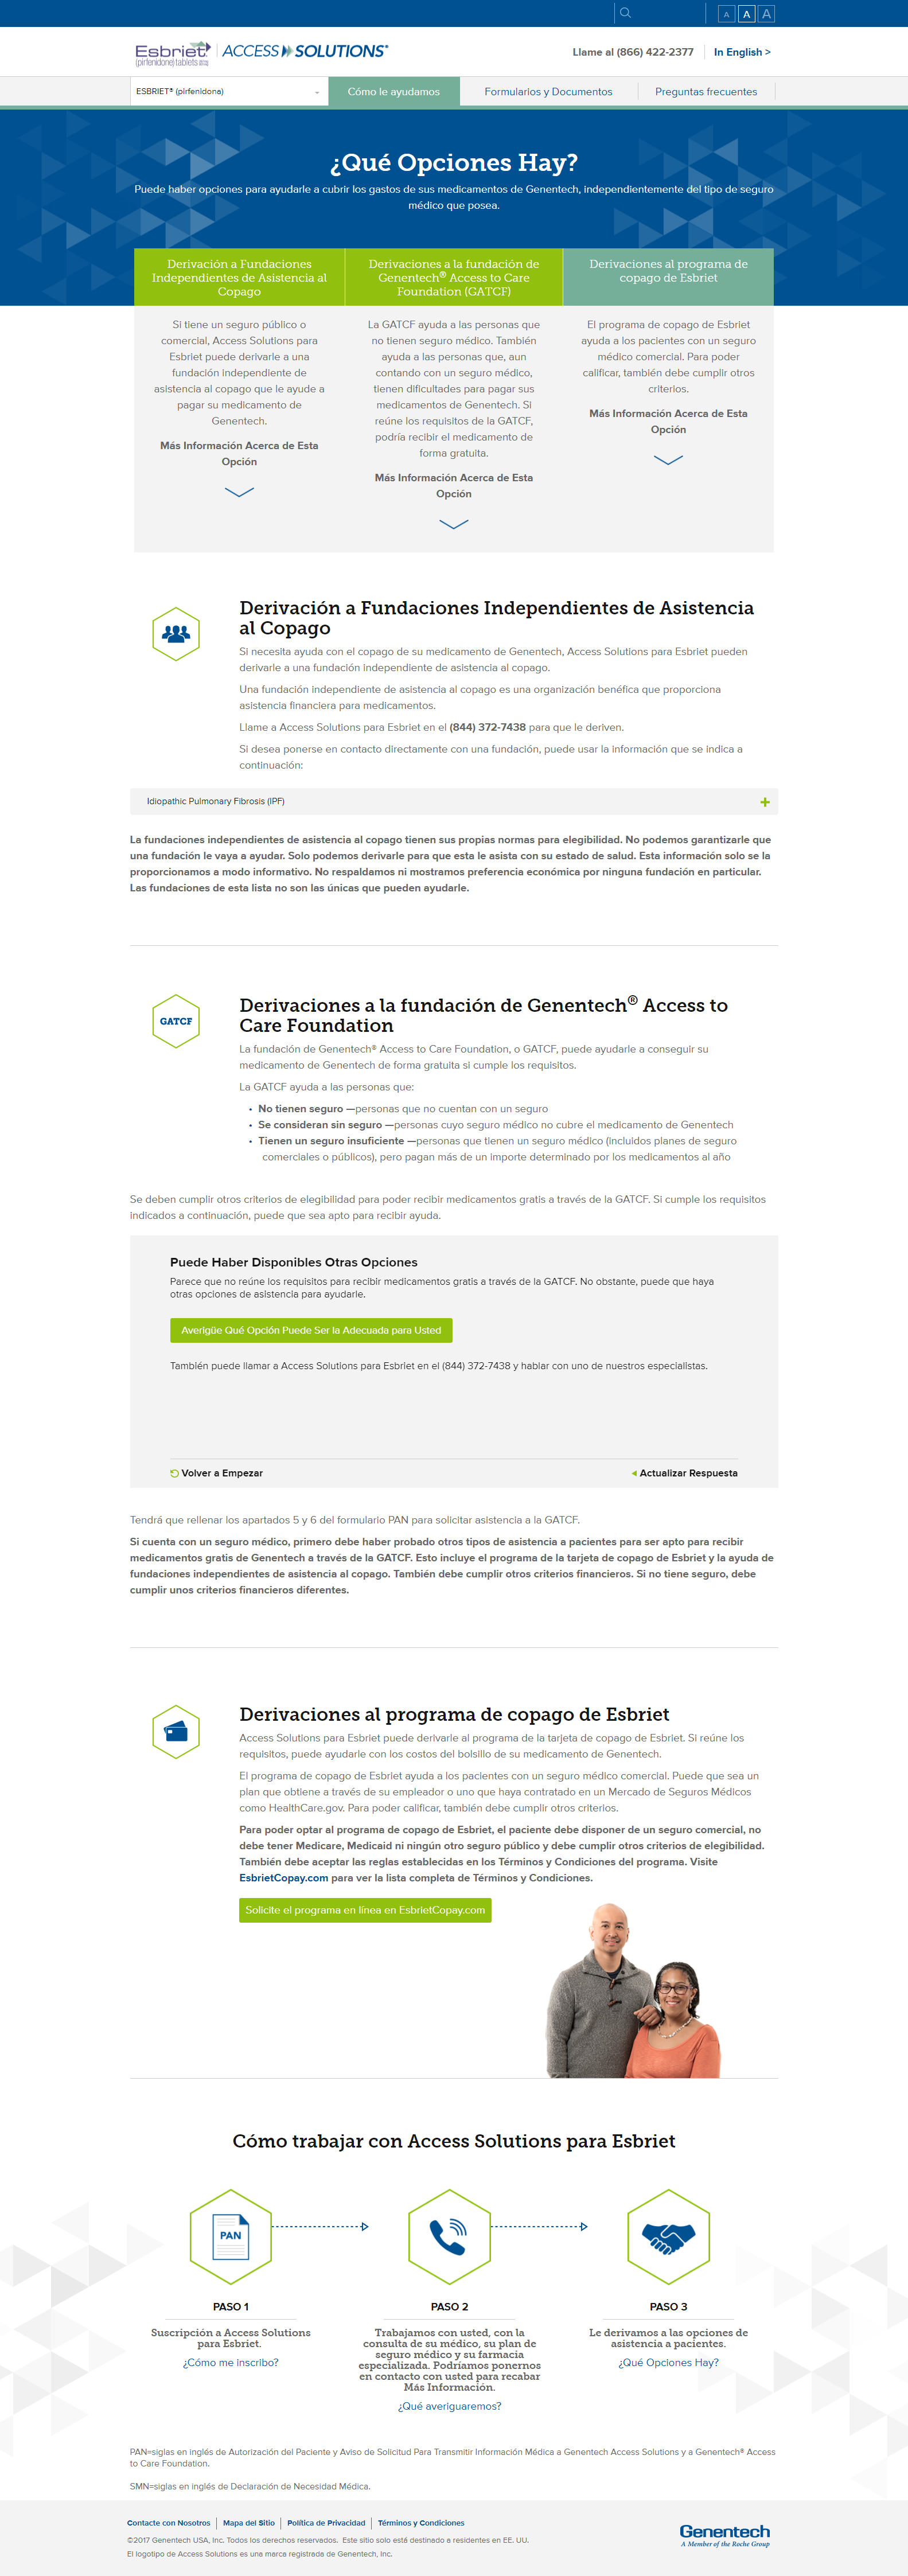 A A A
Esbriet (pirfenidone) tablets
ACCESS SOLUTIONS®
Llame al (866) 422-2377
In English >
ESBRIET® (pirfenidona)
Cómo le ayudamos
Formularios y Documentos
Preguntas frecuentes
¿Qué Opciones Hay?
Puede haber opciones para ayudarle a cubrir los gastos de sus medicamentos de Genentech, independientemente del tipo de seguro
médico que posea.
Derivación a Fundaciones
Independientes de Asistencia al
Copago
Si tiene un seguro público o
comercial, Access Solutions para
Esbriet puede derivarle a una
fundación independiente de
asistencia al copago que le ayude a
pagar su medicamento de
Genentech.
Más Información Acerca de Esta
Opción
Derivaciones a la fundación de
Genentech® Access to Care
Foundation (GATCF)
La GATCF ayuda a las personas que
no tienen seguro médico. También
ayuda a las personas que, aun
contando con un seguro médico,
tienen dificultades para pagar sus
medicamentos de Genentech. Si
reúne los requisitos de la GATCF,
podría recibir el medicamento de
forma gratuita.
Más Información Acerca de Esta
Opción
Derivaciones al programa de
copago de Esbriet
El programa de copago de Esbriet
ayuda a los pacientes con un seguro
médico comercial. Para poder
calificar, también debe cumplir otros
criterios.
Más Información Acerca de Esta
Opción
Derivación a Fundaciones Independientes de Asistencia
al Copago
Si necesita ayuda con el copago de su medicamento de Genentech, Access Solutions para Esbriet pueden
derivarle a una fundación independiente de asistencia al copago.
Una fundación independiente de asistencia al copago es una organización benéfica que proporciona
asistencia financiera para medicamentos.
Llame a Access Solutions para Esbriet en el (844) 372-7438 para que le deriven.
Si desea ponerse en contacto directamente con una fundación, puede usar la información que se indica a
continuación:
Idiopathic Pulmonary Fibrosis (IPF)
La fundaciones independientes de asistencia al copago tienen sus propias normas para elegibilidad. No podemos garantizarle que
una fundación le vaya a ayudar. Solo podemos derivarle para que esta le asista con su estado de salud. Esta información solo se la
proporcionamos a modo informativo. No respaldamos ni mostramos preferencia económica por ninguna fundación en particular.
Las fundaciones de esta lista no son las únicas que pueden ayudarle.
GATCF
Derivaciones a la fundación de Genentech® Access to
Care Foundation
La fundación de Genentech® Access to Care Foundation, o GATCF, puede ayudarle a conseguir su
medicamento de Genentech de forma gratuita si cumple los requisitos.
La GATCF ayuda a las personas que:
• No tienen seguro —personas que no cuentan con un seguro
• Se consideran sin seguro —personas cuyo seguro médico no cubre el medicamento de Genentech
• Tienen un seguro insuficiente —personas que tienen un seguro médico (incluidos planes de seguro
comerciales o públicos), pero pagan más de un importe determinado por los medicamentos al año
Se deben cumplir otros criterios de elegibilidad para poder recibir medicamentos gratis a través de la GATCF. Si cumple los requisitos
indicados a continuación, puede que sea apto para recibir ayuda.
Puede Haber Disponibles Otras Opciones
Parece que no reúne los requisitos para recibir medicamentos gratis a través de la GATCF. No obstante, puede que haya
otras opciones de asistencia para ayudarle.
Averigüe Qué Opción Puede Ser la Adecuada para Usted
También puede llamar a Access Solutions para Esbriet en el (844) 372-7438 y hablar con uno de nuestros especialistas.
Volver a Empezar
Actualizar Respuesta
Tendrá que rellenar los apartados 5 y 6 del formulario PAN para solicitar asistencia a la GATCF.
Si cuenta con un seguro médico, primero debe haber probado otros tipos de asistencia a pacientes para ser apto para recibir
medicamentos gratis de Genentech a través de la GATCF. Esto incluye el programa de la tarjeta de copago de Esbriet y la ayuda de
fundaciones independientes de asistencia al copago. También debe cumplir otros criterios financieros. Si no tiene seguro, debe
cumplir unos criterios financieros diferentes.
Derivaciones al programa de copago de Esbriet
Access Solutions para Esbriet puede derivarle al programa de la tarjeta de copago de Esbriet. Si reúne los
requisitos, puede ayudarle con los costos del bolsillo de su medicamento de Genentech.
El programa de copago de Esbriet ayuda a los pacientes con un seguro médico comercial. Puede que sea un
plan que obtiene a través de su empleador o uno que haya contratado en un Mercado de Seguros Médicos
como HealthCare.gov. Para poder calificar, también debe cumplir otros criterios.
Para poder optar al programa de copago de Esbriet, el paciente debe disponer de un seguro comercial, no
debe tener Medicare, Medicaid ni ningún otro seguro público y debe cumplir otros criterios de elegibilidad.
También debe aceptar las reglas establecidas en los Términos y Condiciones del programa. Visite
EsbrietCopay.com para ver la lista completa de Términos y Condiciones.
Solicite el programa en línea en EsbrietCopay.com
Cómo trabajar con Access Solutions para Esbriet
PAN
PASO 1
Suscripción a Access Solutions
para Esbriet.
¿Cómo me inscribo?
PASO 2
Trabajamos con usted, con la
consulta de su médico, su plan de
seguro médico y su farmacia
especializada. Podríamos ponernos
en contacto con usted para recabar
Más Información.
¿Qué averiguaremos?
PASO 3
Le derivamos a las opciones de
asistencia a pacientes.
¿Qué Opciones Hay?
PAN=siglas en inglés de Autorización del Paciente y Aviso de Solicitud Para Transmitir Información Médica a Genentech Access Solutions y a Genentech® Access
to Care Foundation.
SMN=siglas en inglés de Declaración de Necesidad Médica.
Contacte con Nosotros | Mapa del Sitio | Política de Privacidad | Términos y Condiciones
©2017 Genentech USA, Inc. Todos los derechos reservados. Este sitio solo está destinado a residentes en EE. UU.
El logotipo de Access Solutions es una marca registrada de Genentech, Inc.
Genentech
A Member of the Roche Group